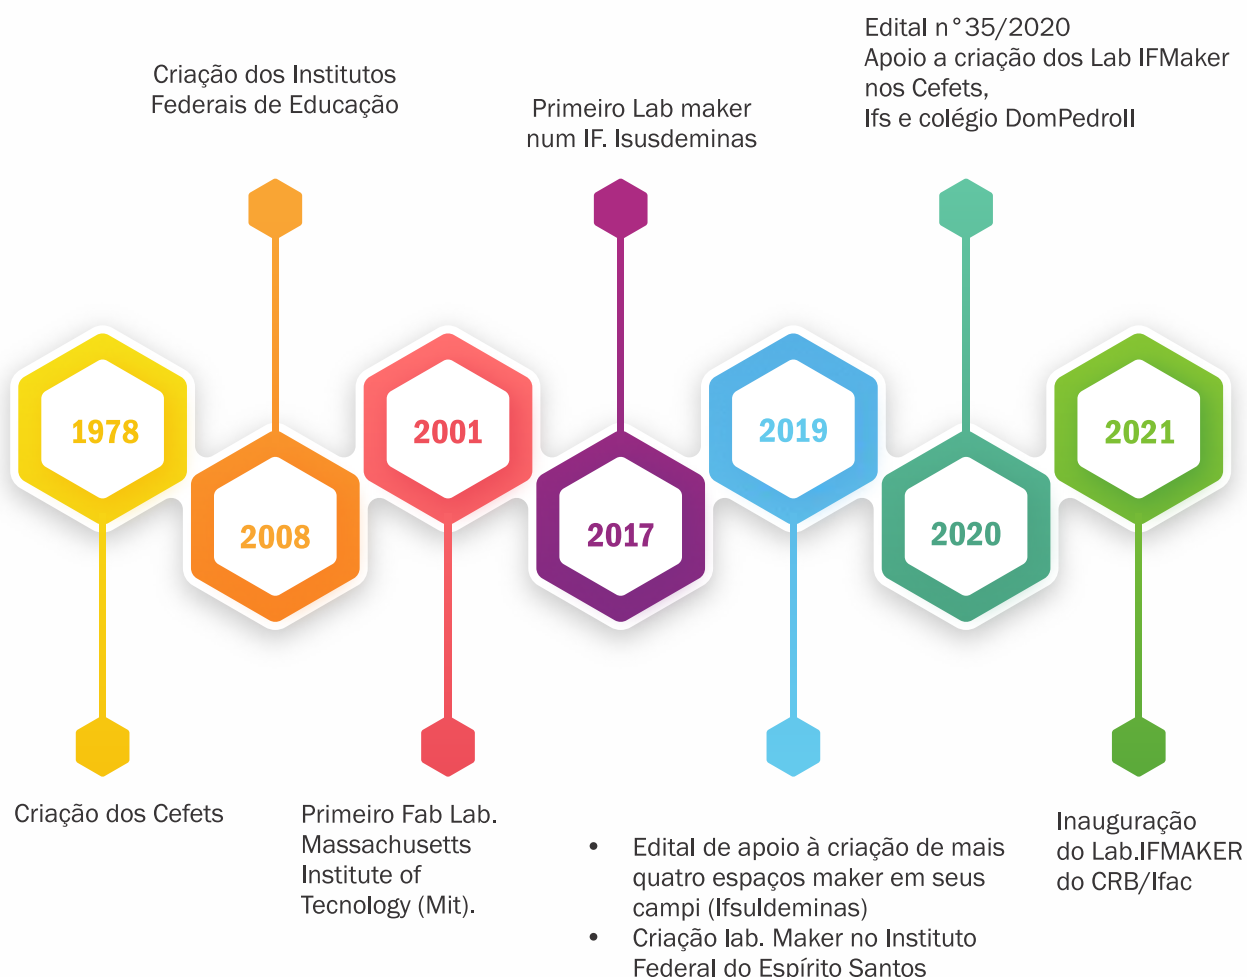 Criação dos Institutos
Federais de Educação
Primeiro Lab maker
num IF. Isusdeminas
Edital n°35/2020
Apoio a criação dos Lab IFMaker
nos Cefets,
Ifs e colégio DomPedroII
1978
2008
2001
2017
2019
2020
2021
Criação dos Cefets
Primeiro Fab Lab.
Massachusetts
Institute of
Tecnology (Mit).
• Edital de apoio à criação de mais
quatro espaços maker em seus
campi (Ifsuldeminas)
• Criação lab. Maker no Instituto
Federal do Espírito Santos
Inauguração
do Lab.IFMAKER
do CRB/Ifac